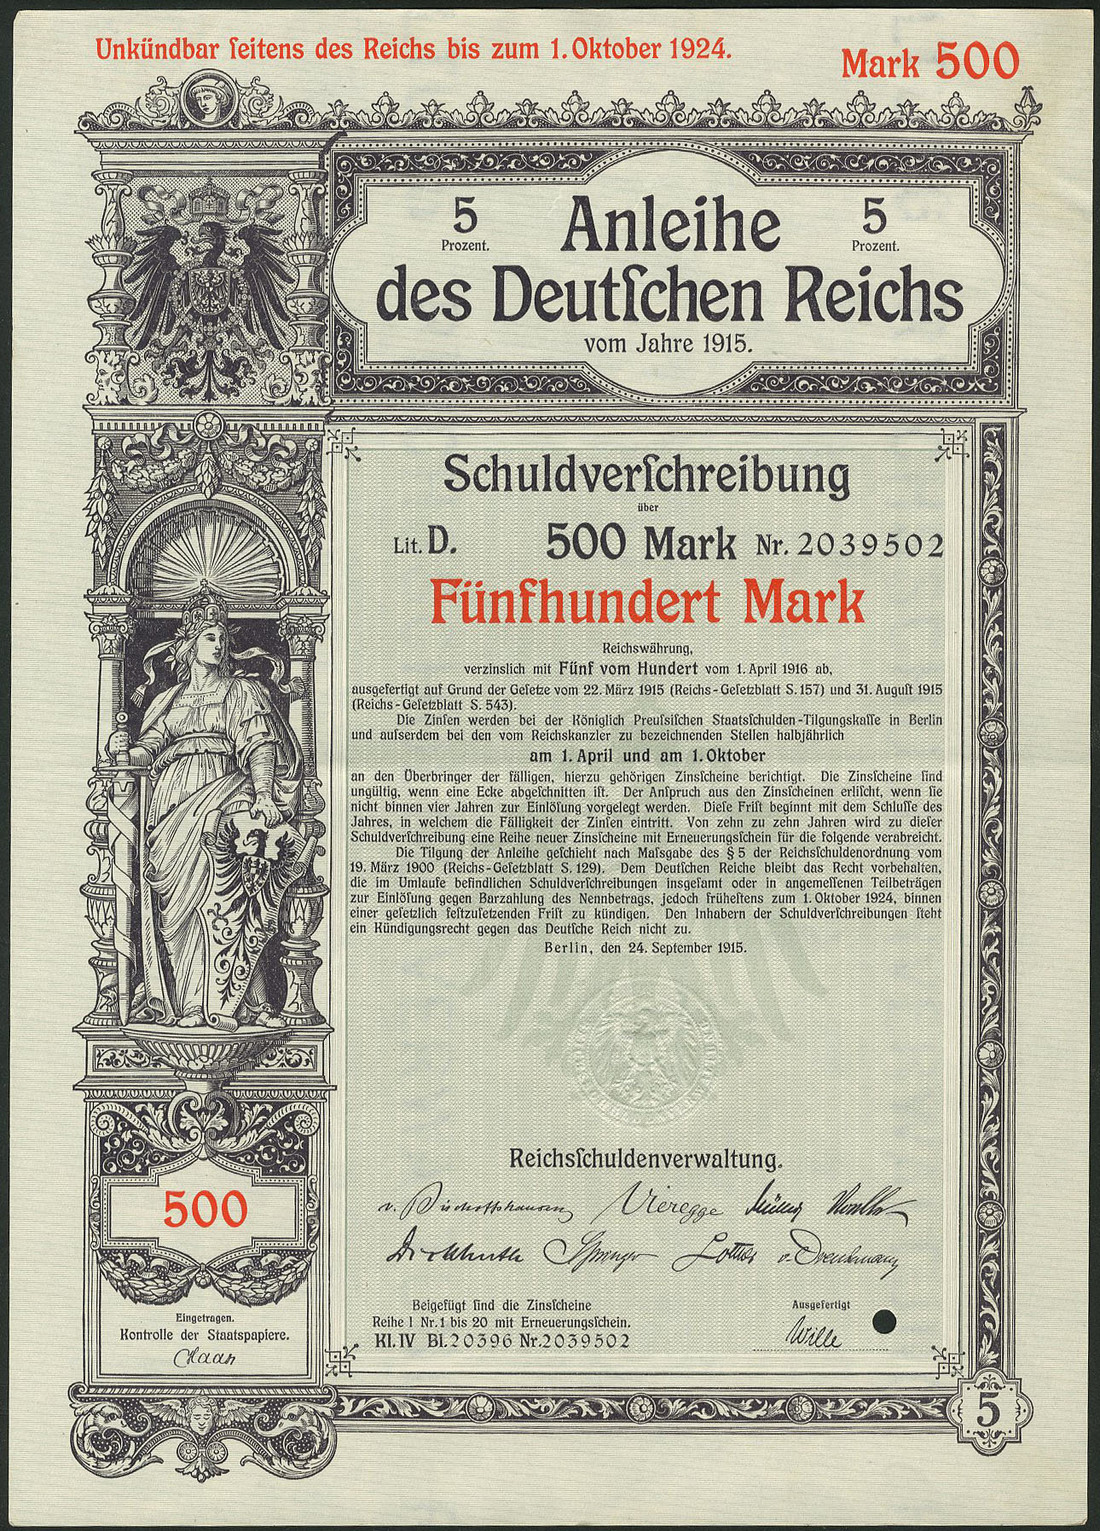 Unkündbar ſeitens des Reichs bis zum 1. Oktober 1924.
Mark 500
5 Prozent.
Anleihe
5 Prozent.
des Deutſchen Reichs
vom Jahre 1915.
Schuldverſchreibung
über
Lit. D. 500 Mark Nr. 2039502
Fünfhundert Mark
Reichswährung,
verzinslich mit Fünf vom Hundert vom 1. April 1916 ab,
ausgefertigt auf Grund der Geſetze vom 22. März 1915 (Reichs-Geſetzblatt S. 157) und 31. Auguſt 1915
(Reichs-Geſetzblatt S. 543).
Die Zinſen werden bei der Königlich Preuſsiſchen Staatsſchulden-Tilgungskaſſe in Berlin
und auſserdem bei den vom Reichskanzler zu bezeichnenden Stellen halbjährlich
am 1. April und am 1. Oktober
an den Überbringer der fälligen, hierzu gehörigen Zinsſcheine berichtigt. Die Zinsſcheine ſind
ungültig, wenn eine Ecke abgeſchnitten iſt. Der Anſpruch aus den Zinsſcheinen erliſcht, wenn ſie
nicht binnen vier Jahren zur Einlöſung vorgelegt werden. Dieſe Friſt beginnt mit dem Schluſſe des
Jahres, in welchem die Fälligkeit der Zinſen eintritt. Von zehn zu zehn Jahren wird zu dieſer
Schuldverſchreibung eine Reihe neuer Zinsſcheine mit Erneuerungsſchein für die folgende verabreicht.
Die Tilgung der Anleihe geſchieht nach Maſsgabe des § 5 der Reichsſchuldenordnung vom
19. März 1900 (Reichs-Geſetzblatt S. 129). Dem Deutſchen Reiche bleibt das Recht vorbehalten,
die im Umlaufe befindlichen Schuldverſchreibungen insgeſamt oder in angemeſſenen Teilbeträgen
zur Einlöſung gegen Barzahlung des Nennbetrags, jedoch früheſtens zum 1. Oktober 1924, binnen
einer geſetzlich feſtzuſetzenden Friſt zu kündigen. Den Inhabern der Schuldverſchreibungen ſteht
ein Kündigungsrecht gegen das Deutſche Reich nicht zu.
Berlin, den 24. September 1915.
Reichsſchuldenverwaltung.
v. Bischoffshausen Vieregge Müller
Springer
500
Eingetragen.
Kontrolle der Staatspapiere.
Beigefügt ſind die Zinsſcheine
Reihe I Nr. 1 bis 20 mit Erneuerungsſchein.
Kl. IV Bl. 20396 Nr. 2039502
Ausgefertigt
Wille
5